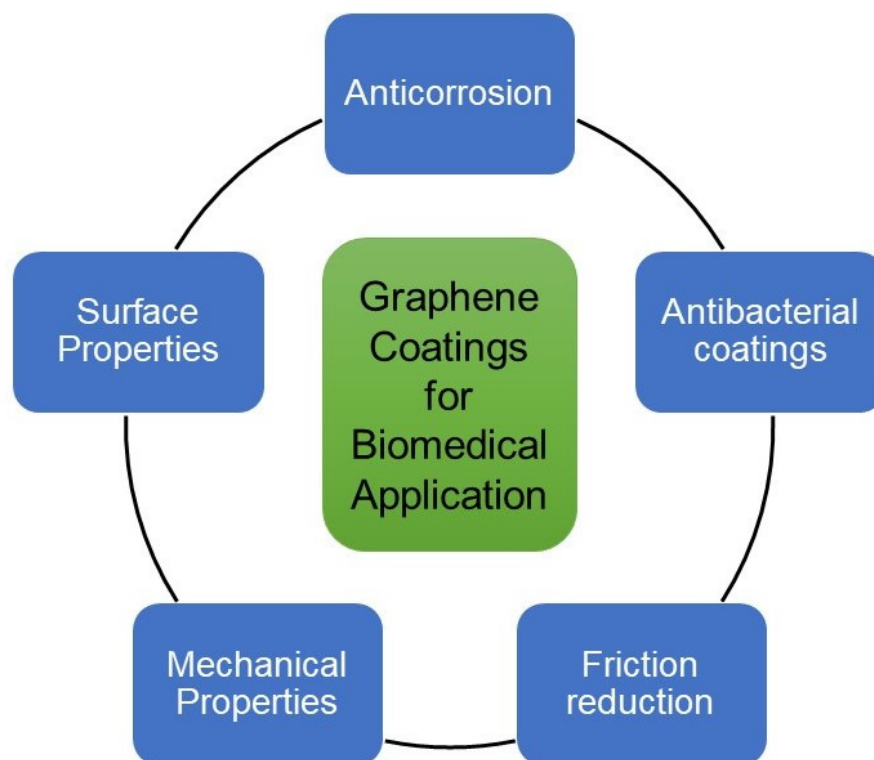 Anticorrosion
Antibacterial
coatings
Friction
reduction
Mechanical
Properties
Surface
Properties
Graphene
Coatings
for
Biomedical
Application